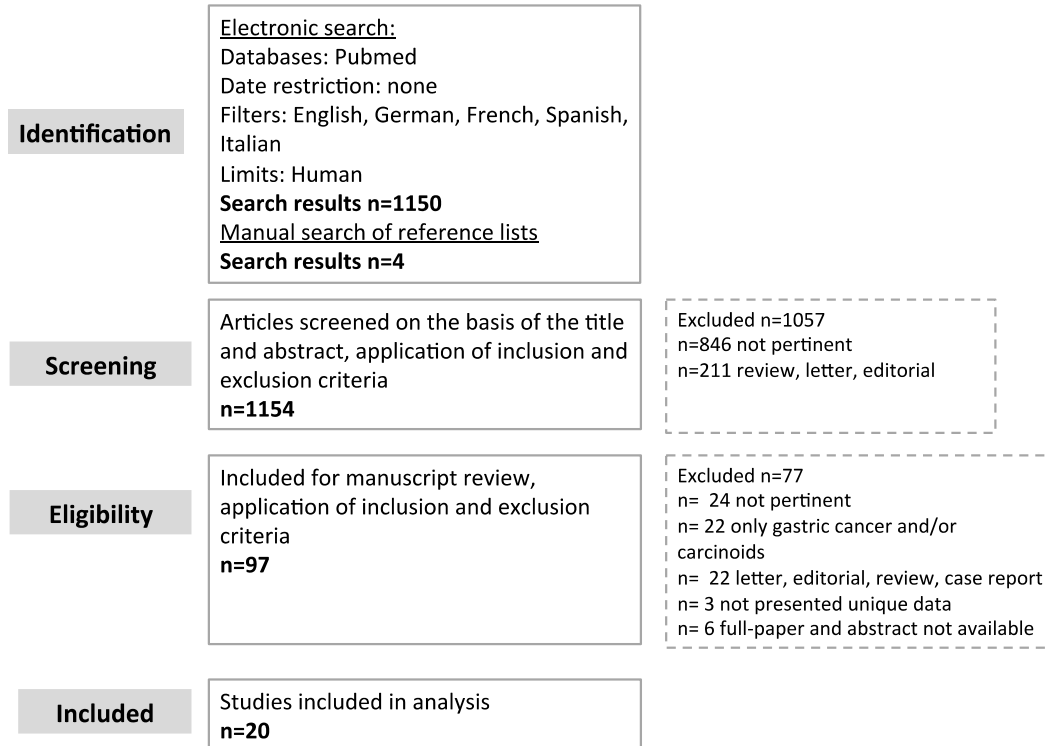 Identification
Electronic search:
Databases: Pubmed
Date restriction: none
Filters: English, German, French, Spanish,
Italian
Limits: Human
Search results n=1150
Manual search of reference lists
Search results n=4
Screening
Articles screened on the basis of the title
and abstract, application of inclusion and
exclusion criteria
n=1154
Excluded n=1057
n=846 not pertinent
n=211 review, letter, editorial
Eligibility
Included for manuscript review,
application of inclusion and exclusion
criteria
n=97
Excluded n=77
n= 24 not pertinent
n= 22 only gastric cancer and/or
carcinoids
n= 22 letter, editorial, review, case report
n= 3 not presented unique data
n= 6 full-paper and abstract not available
Included
Studies included in analysis
n=20